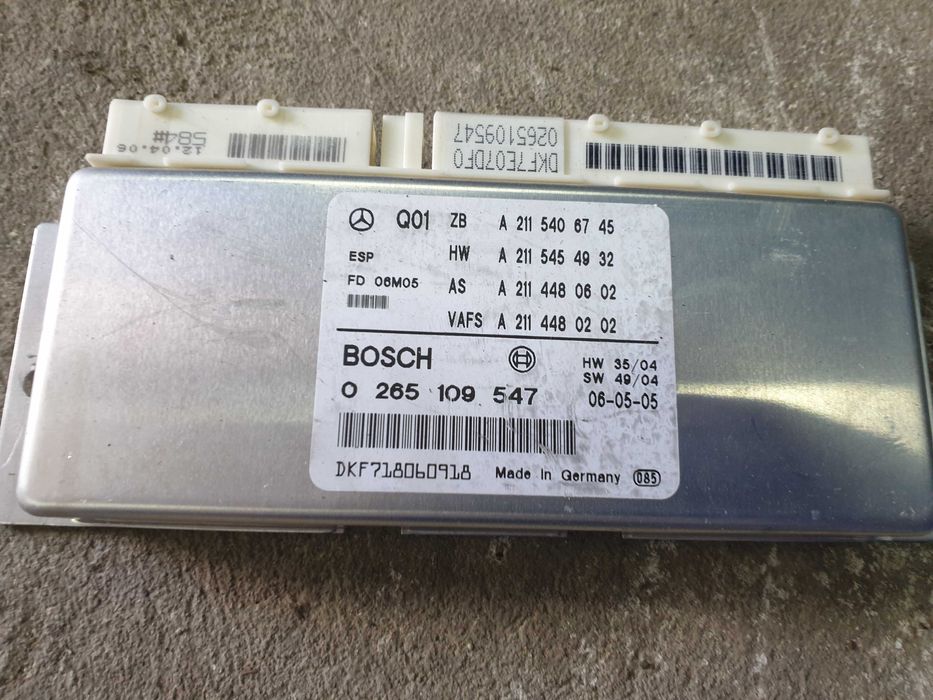 12.04.06
584#
DKF7E07DF0
0265109547
Q01 ZB A 211 540 67 45
ESP HW A 211 545 49 32
FD 06M05 AS A 211 448 06 02
VAFS A 211 448 02 02
BOSCH HW 35/04
SW 49/04
0 265 109 547 06-05-05
DKF718060918 Made in Germany 085